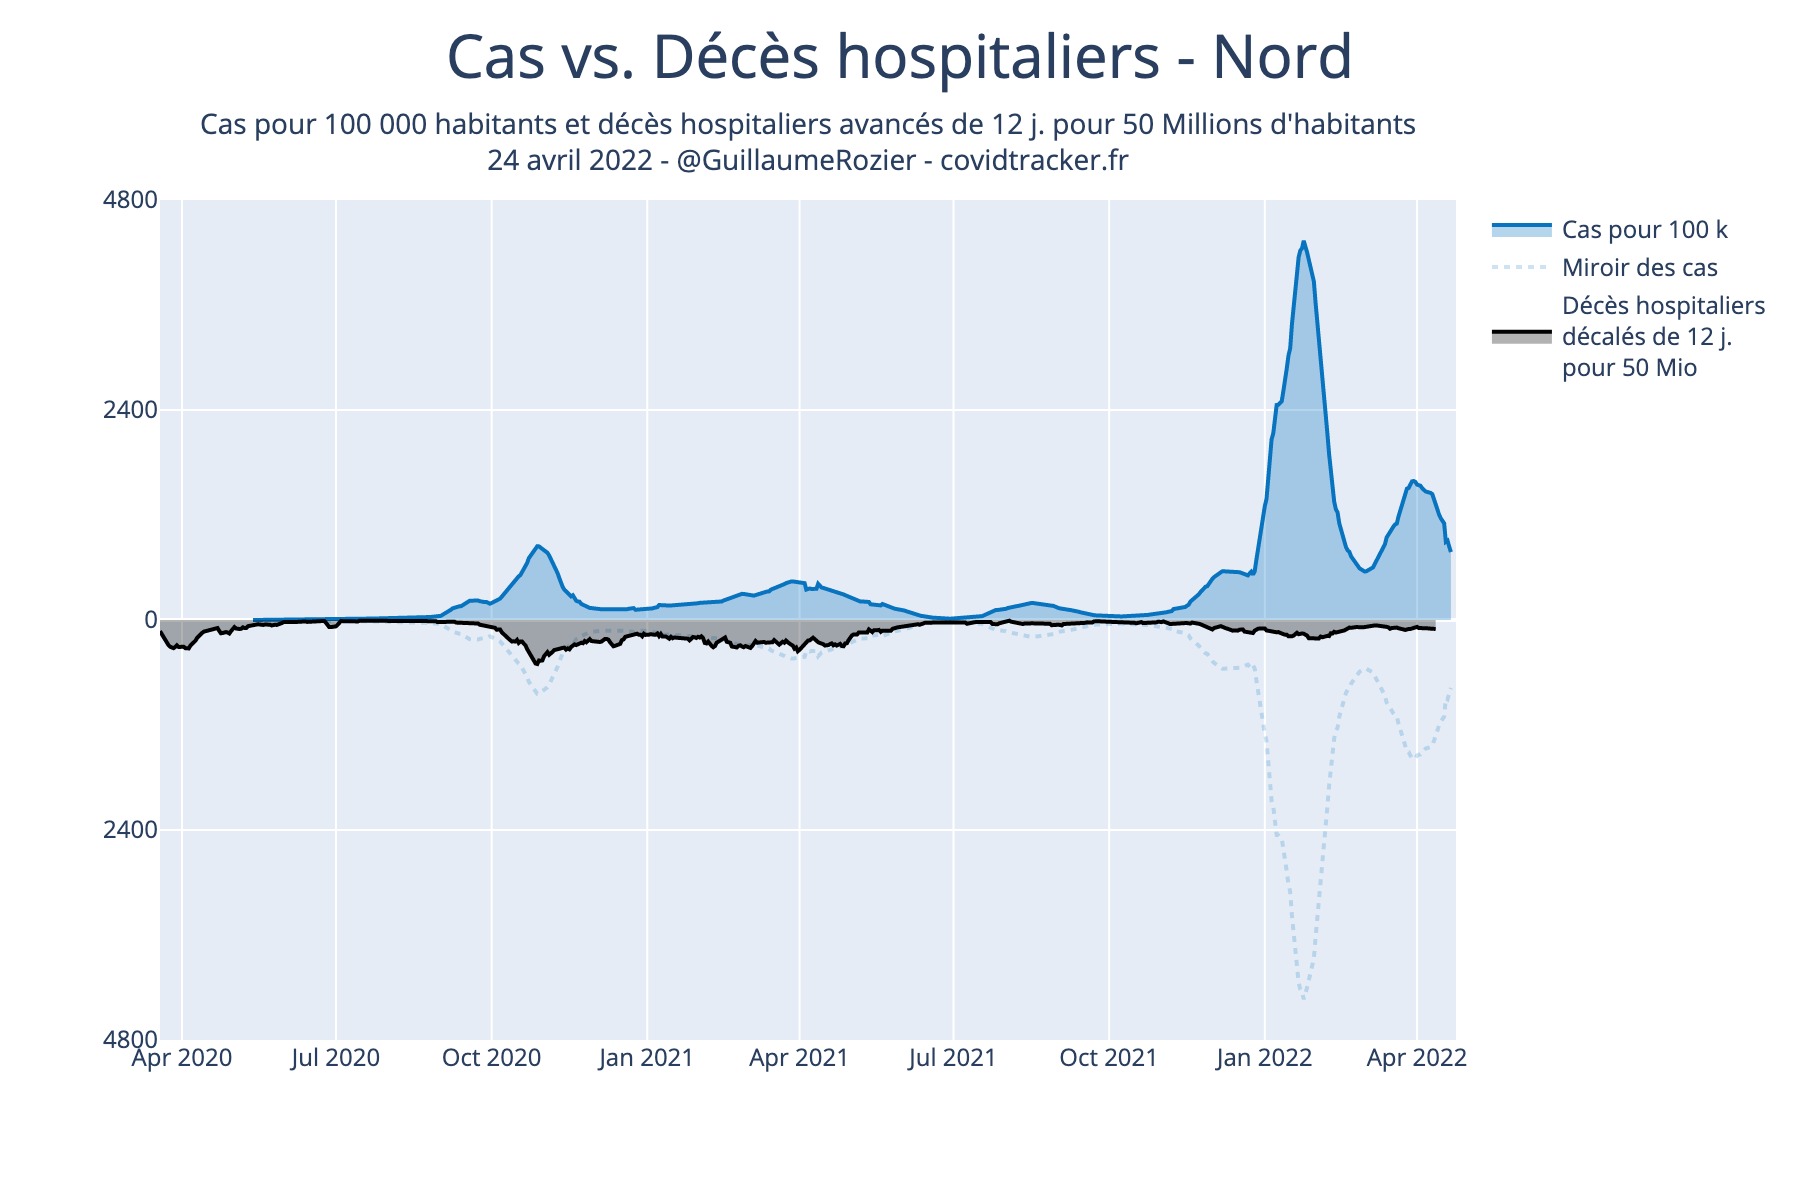 Cas vs. Décès hospitaliers - Nord
Cas pour 100 000 habitants et décès hospitaliers avancés de 12 j. pour 50 Millions d'habitants
24 avril 2022 - @GuillaumeRozier - covidtracker.fr
4800
2400
0
2400
4800
Apr 2020 Jul 2020 Oct 2020 Jan 2021 Apr 2021 Jul 2021 Oct 2021 Jan 2022 Apr 2022
Cas pour 100 k
Miroir des cas
Décès hospitaliers
décalés de 12 j.
pour 50 Mio